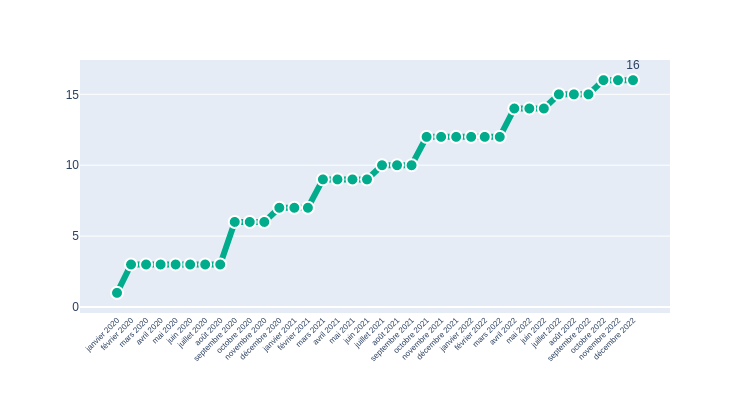 16
15
10
5
0
janvier 2020
février 2020
mars 2020
avril 2020
mai 2020
juin 2020
juillet 2020
août 2020
septembre 2020
octobre 2020
novembre 2020
décembre 2020
janvier 2021
février 2021
mars 2021
avril 2021
mai 2021
juin 2021
juillet 2021
août 2021
septembre 2021
octobre 2021
novembre 2021
décembre 2021
janvier 2022
février 2022
mars 2022
avril 2022
mai 2022
juin 2022
juillet 2022
août 2022
septembre 2022
octobre 2022
novembre 2022
décembre 2022